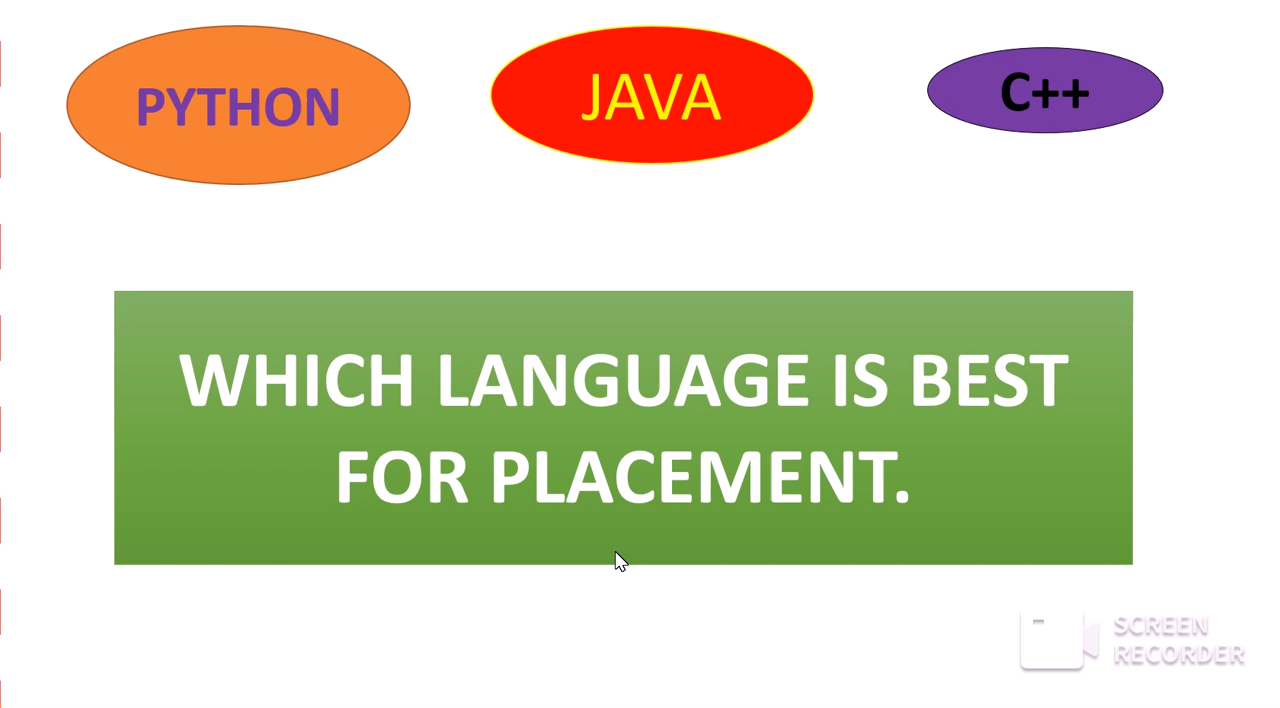 PYTHON
JAVA
C++
WHICH LANGUAGE IS BEST
FOR PLACEMENT.
SCREEN
RECORDER